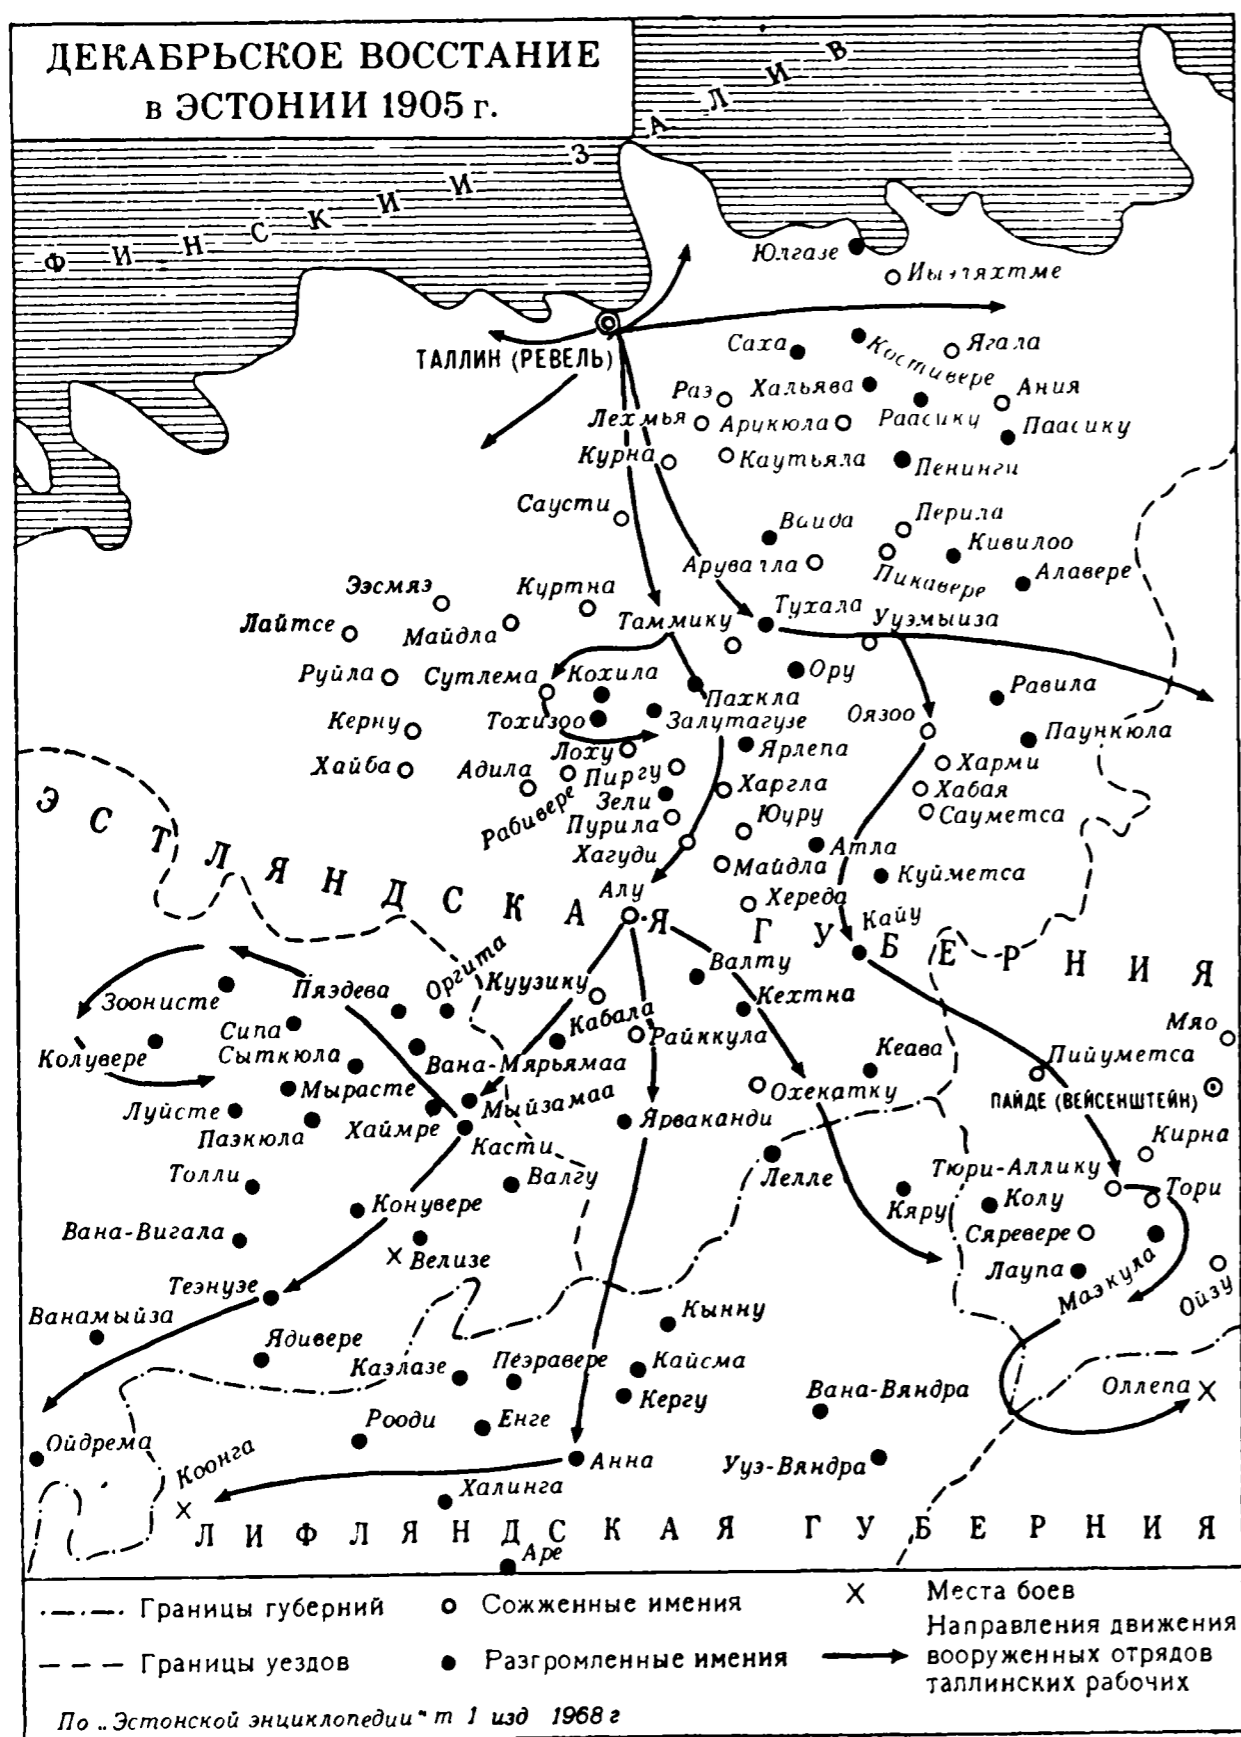 ДЕКАБРЬСКОЕ ВОССТАНИЕ
в ЭСТОНИИ 1905 г.
ФИНСКИЙ ЗАЛИВ
Юлгазе
ТАЛЛИН (РЕВЕЛЬ)
Саха
Костивере
Ягала
Раэ
Хальява
Ания
Лехмья
Арукюла
Раасику
Паасику
Курна
Каутьяла
Пенинги
Саусти
Ваида
Перила
Кивилоо
Пикавере
Алавере
Ээсмяэ
Куртна
Лайтсе
Майдла
Таммику
Тухала
Ууэмыиза
Руйла
Сутлема
Кохила
Ору
Пахкла
Равила
Керну
Тохизоо
Залутагузе
Оязоо
Паункюла
Хайба
Адила
Лоху
Ярлепа
Харми
Рабивере
Пиргу
Харгла
Хабая
Зели
Сауметса
Пурила
Юуру
Хагуди
Майдла
Атла
Куйметса
Алу
Хереда
ЭСТЛЯНДСКАЯ ГУБЕРНИЯ
Кайу
Зоонисте
Пяэдева
Оргита
Куузику
Валту
Кехтна
Сипа
Кабала
Райккула
Мяо
Колувере
Сыткюла
Вана-Мярьямаа
Кеава
Пийуметса
Мырасте
Мыйзамаа
Охекатку
ПАЙДЕ (ВЕЙСЕНШТЕЙН)
Луйсте
Паэкюла
Хаймре
Касти
Ярваканди
Кирна
Толли
Валгу
Лелле
Тюри-Аллику
Тори
Конувере
Кяру
Колу
Вана-Вигала
Велизе
Сяревере
Лаупа
Маэкула
Ойзу
Теэнузе
Ванамыйза
Кынну
Ядивере
Каэлазе
Пеэравере
Кайсма
Кергу
Вана-Вяндра
Оллепа
Рооди
Енге
Ойдрема
Коонга
Анна
Ууэ-Вяндра
Халинга
ЛИФЛЯНДСКАЯ ГУБЕРНИЯ
Аре
Границы губерний
Сожженные имения
Места боев
Границы уездов
Разгромленные имения
Направления движения
вооруженных отрядов
таллинских рабочих
По „Эстонской энциклопедии" т 1 изд 1968 г